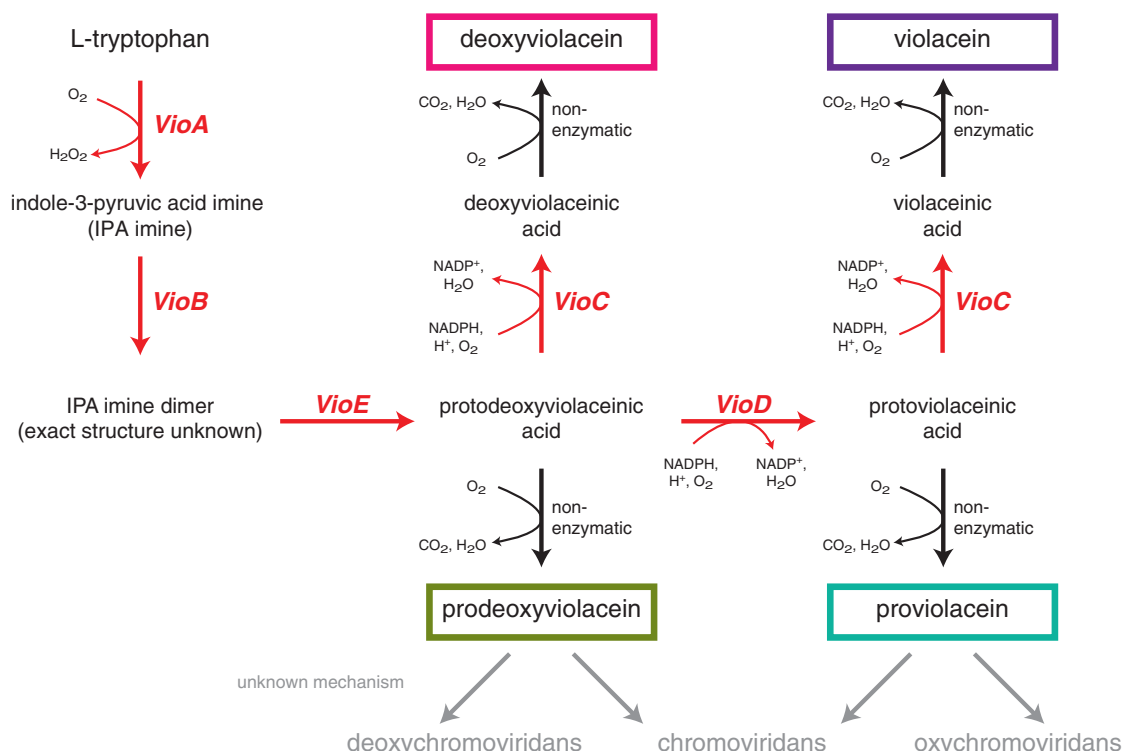 L-tryptophan
O2
VioA
H2O2
indole-3-pyruvic acid imine
(IPA imine)
VioB
IPA imine dimer
(exact structure unknown)
VioE
deoxyviolacein
CO2, H2O
non-
enzymatic
O2
deoxyviolaceinic
acid
NADP+,
H2O
VioC
NADPH,
H+, O2
protodeoxyviolaceinic
acid
O2
non-
enzymatic
CO2, H2O
prodeoxyviolacein
VioD
NADPH,
H+, O2
NADP+,
H2O
violacein
CO2, H2O
non-
enzymatic
O2
violaceinic
acid
NADP+,
H2O
VioC
NADPH,
H+, O2
protoviolaceinic
acid
O2
non-
enzymatic
CO2, H2O
proviolacein
unknown mechanism
deoxychromoviridans
chromoviridans
oxychromoviridans